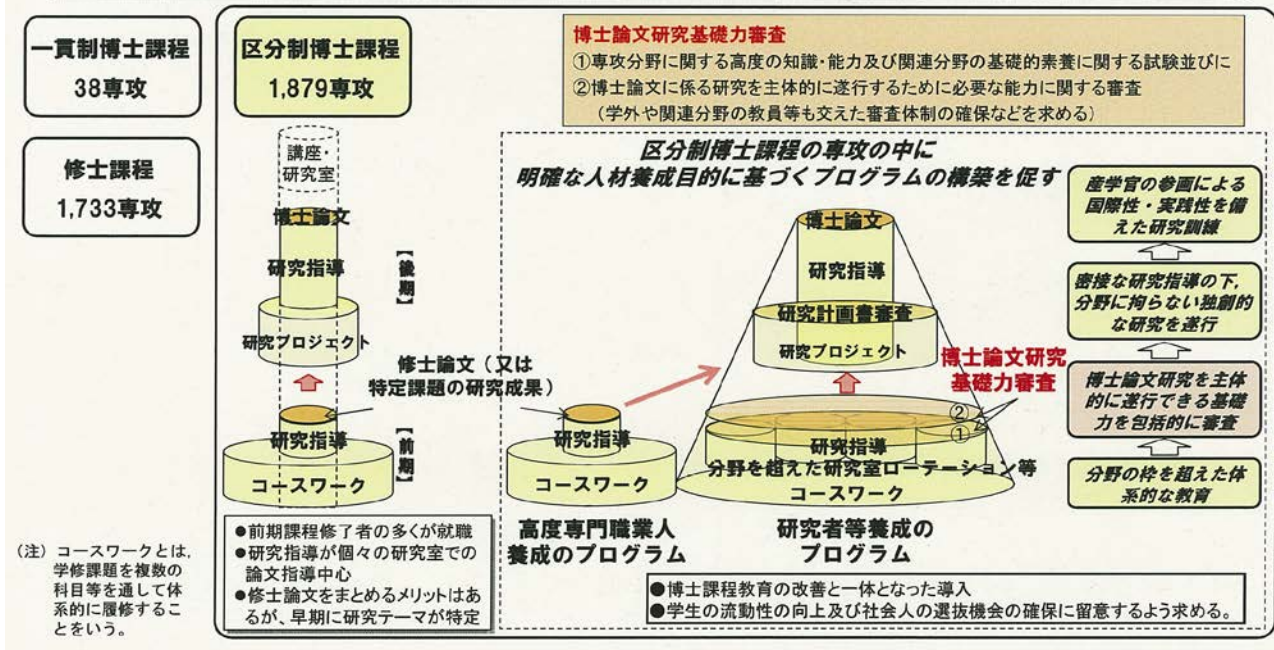 一貫制博士課程
38専攻
修士課程
1,733専攻
区分制博士課程
1,879専攻
博士論文研究基礎力審査
①専攻分野に関する高度の知識・能力及び関連分野の基礎的素養に関する試験並びに
②博士論文に係る研究を主体的に遂行するために必要な能力に関する審査
（学外や関連分野の教員等も交えた審査体制の確保などを求める）
講座・
研究室
博士論文
研究指導
【後期】
研究プロジェクト
修士論文（又は
特定課題の研究成果）
研究指導
【前期】
コースワーク
●前期課程修了者の多くが就職
●研究指導が個々の研究室での
論文指導中心
●修士論文をまとめるメリットはあ
るが、早期に研究テーマが特定
（注）コースワークとは、
学修課題を複数の
科目等を通して体
系的に履修するこ
とをいう。
区分制博士課程の専攻の中に
明確な人材養成目的に基づくプログラムの構築を促す
研究指導
コースワーク
高度専門職業人
養成のプログラム
博士論文
研究指導
研究計画書審査
研究プロジェクト
博士論文研究
基礎力審査
②
①
研究指導
分野を超えた研究室ローテーション等
コースワーク
研究者等養成の
プログラム
産学官の参画による
国際性・実践性を備
えた研究訓練
密接な研究指導の下，
分野に拘らない独創的
な研究を遂行
博士論文研究を主体
的に遂行できる基礎
力を包括的に審査
分野の枠を超えた体
系的な教育
●博士課程教育の改善と一体となった導入
●学生の流動性の向上及び社会人の選抜機会の確保に留意するよう求める。